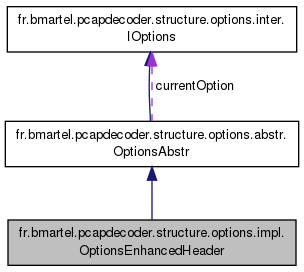 fr.bmartel.pcapdecoder.structure.options.inter.
IOptions
currentOption
fr.bmartel.pcapdecoder.structure.options.abstr.
OptionsAbstr
fr.bmartel.pcapdecoder.structure.options.impl.
OptionsEnhancedHeader